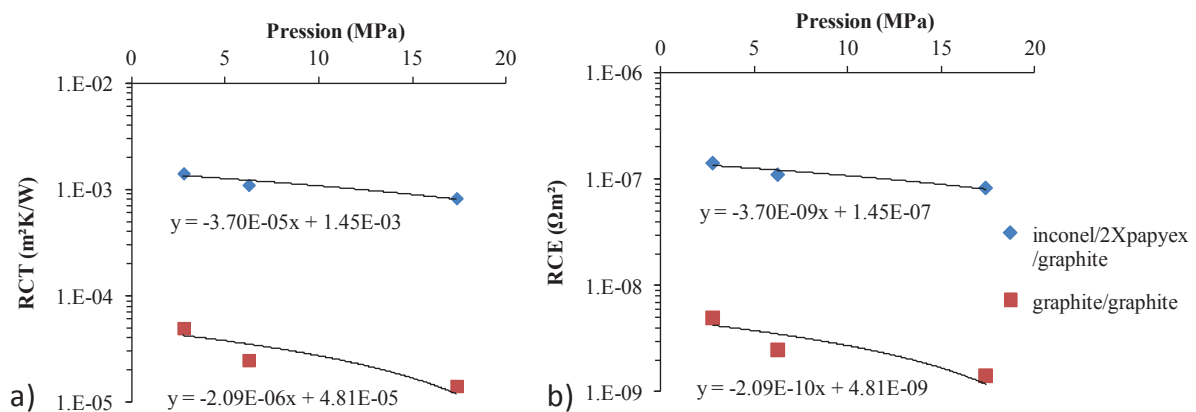 Pression (MPa)
0 5 10 15 20
1.E-02
1.E-03
1.E-04
1.E-05
RCT (m²K/W)
y = -3.70E-05x + 1.45E-03
y = -2.09E-06x + 4.81E-05
a)
Pression (MPa)
0 5 10 15 20
1.E-06
1.E-07
1.E-08
1.E-09
RCE (Ωm²)
y = -3.70E-09x + 1.45E-07
y = -2.09E-10x + 4.81E-09
b)
inconel/2Xpapyex
/graphite
graphite/graphite